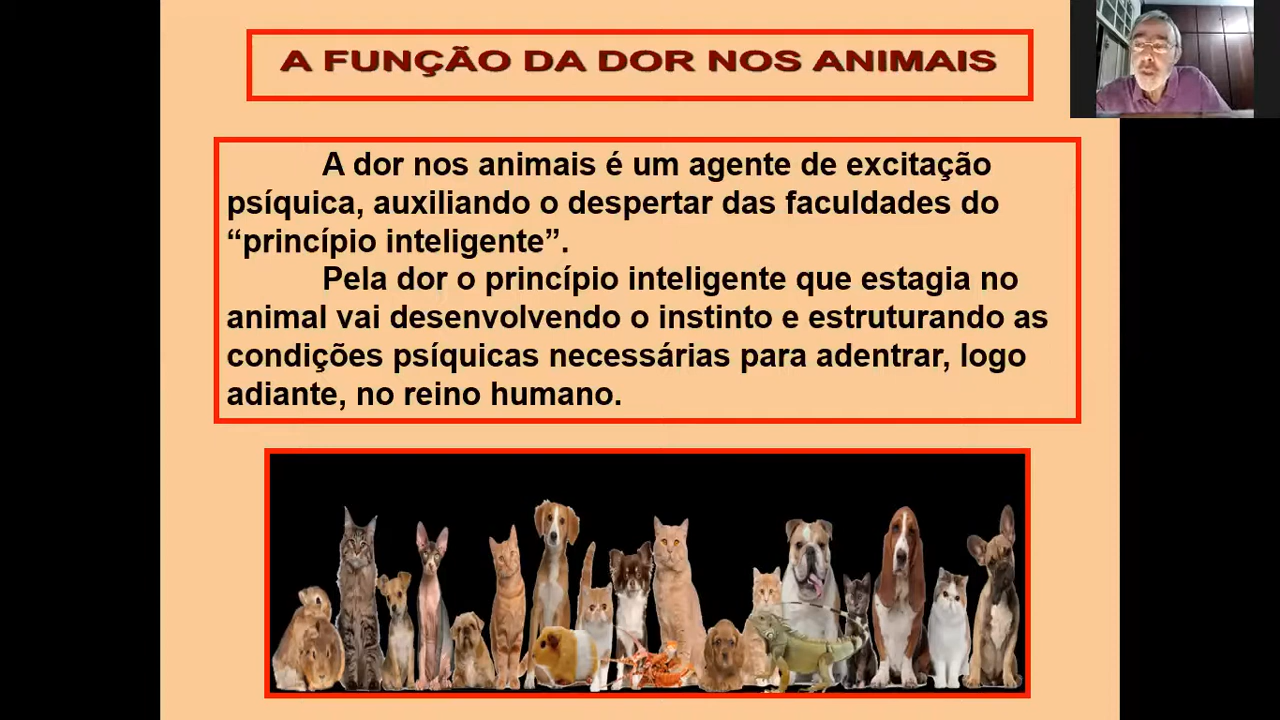 A FUNÇÃO DA DOR NOS ANIMAIS
A dor nos animais é um agente de excitação
psíquica, auxiliando o despertar das faculdades do
“princípio inteligente”.
Pela dor o princípio inteligente que estagia no
animal vai desenvolvendo o instinto e estruturando as
condições psíquicas necessárias para adentrar, logo
adiante, no reino humano.